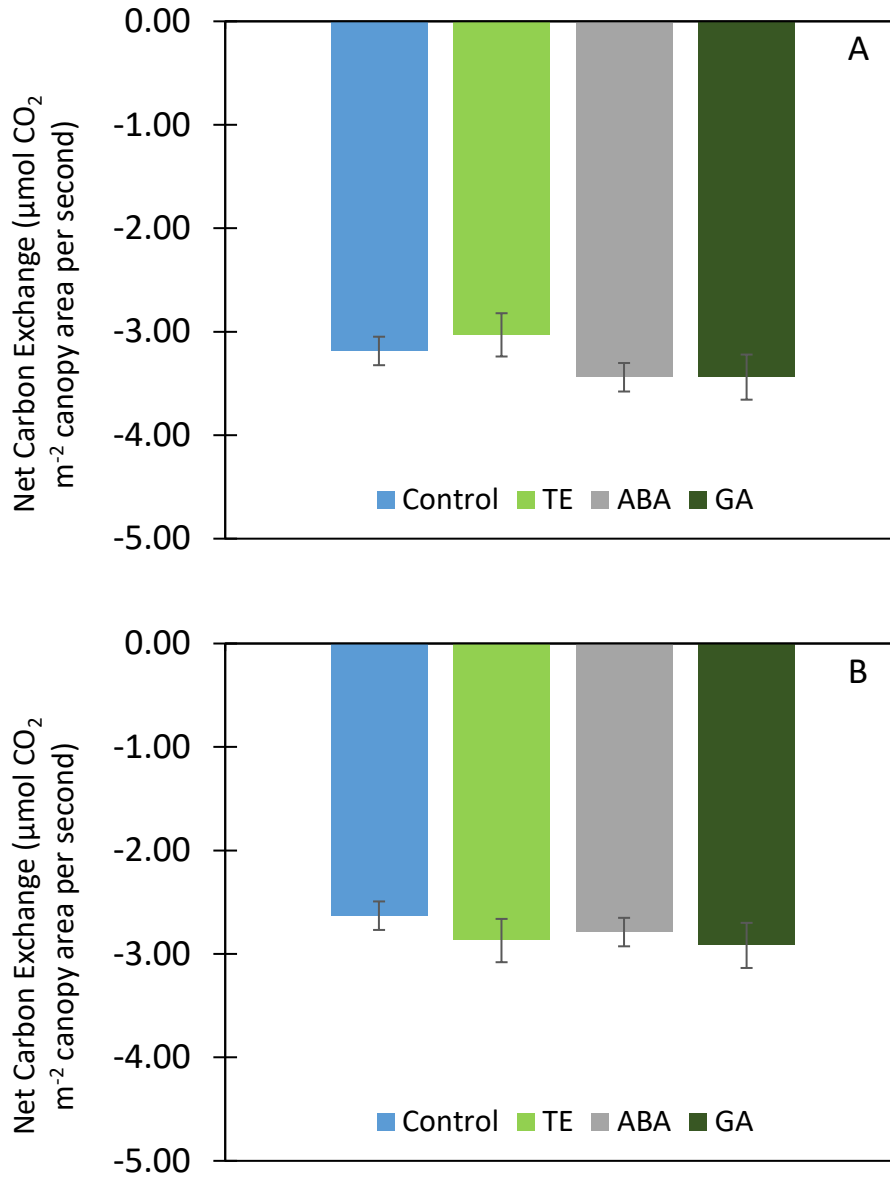 A
Net Carbon Exchange (µmol CO₂
m⁻² canopy area per second)
0.00
-1.00
-2.00
-3.00
-4.00
-5.00
Control TE ABA GA
B
Net Carbon Exchange (µmol CO₂
m⁻² canopy area per second)
0.00
-1.00
-2.00
-3.00
-4.00
-5.00
Control TE ABA GA